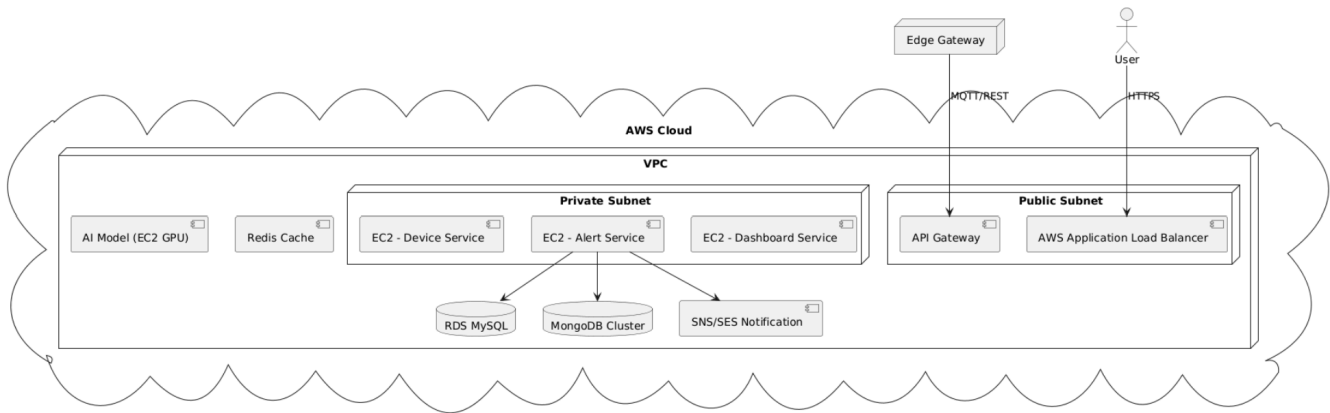 Edge Gateway
User
MQTT/REST
HTTPS
AWS Cloud
VPC
Private Subnet
Public Subnet
AI Model (EC2 GPU)
Redis Cache
EC2 - Device Service
EC2 - Alert Service
EC2 - Dashboard Service
API Gateway
AWS Application Load Balancer
RDS MySQL
MongoDB Cluster
SNS/SES Notification